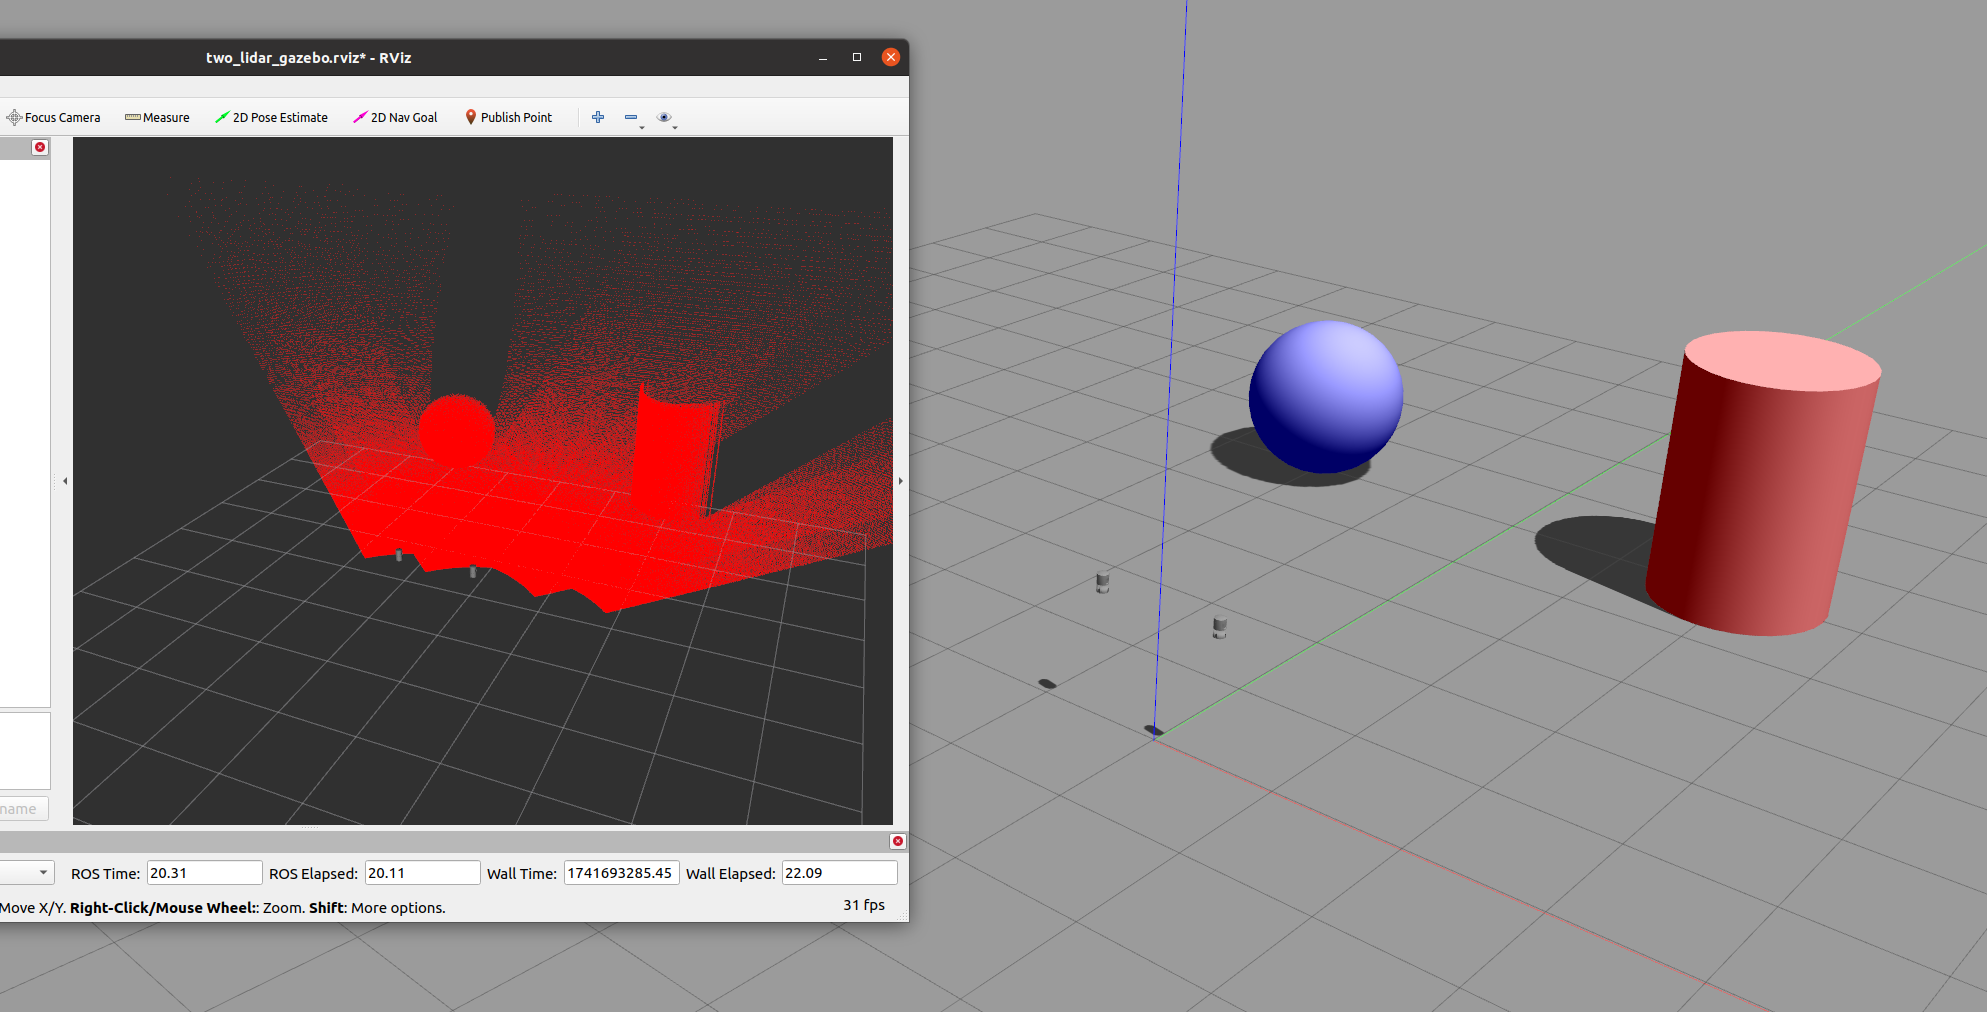 two_lidar_gazebo.rviz* - RViz
Focus Camera Measure 2D Pose Estimate 2D Nav Goal Publish Point
name
ROS Time: 20.31 ROS Elapsed: 20.11 Wall Time: 1741693285.45 Wall Elapsed: 22.09
Move X/Y. Right-Click/Mouse Wheel:: Zoom. Shift: More options. 31 fps